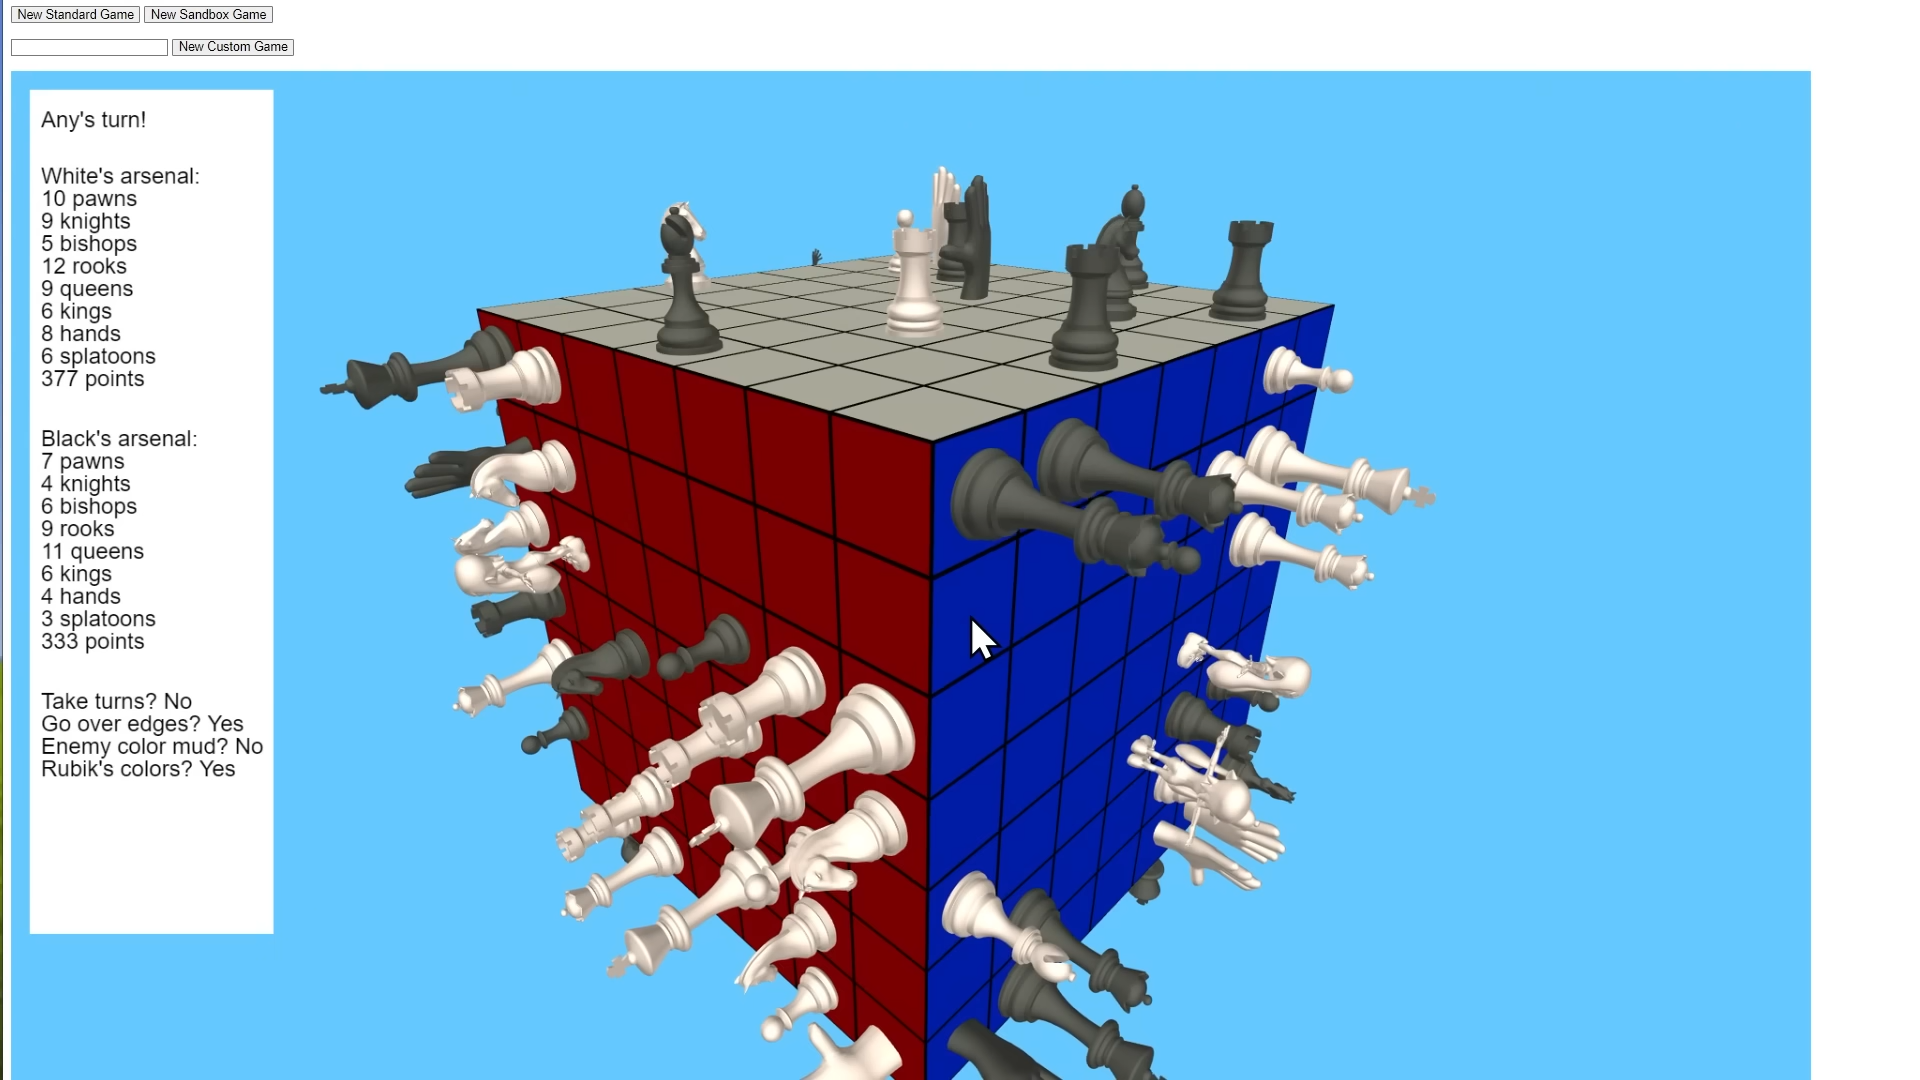 New Standard Game New Sandbox Game
New Custom Game
Any's turn!
White's arsenal:
10 pawns
9 knights
5 bishops
12 rooks
9 queens
6 kings
8 hands
6 splatoons
377 points
Black's arsenal:
7 pawns
4 knights
6 bishops
9 rooks
11 queens
6 kings
4 hands
3 splatoons
333 points
Take turns? No
Go over edges? Yes
Enemy color mud? No
Rubik's colors? Yes